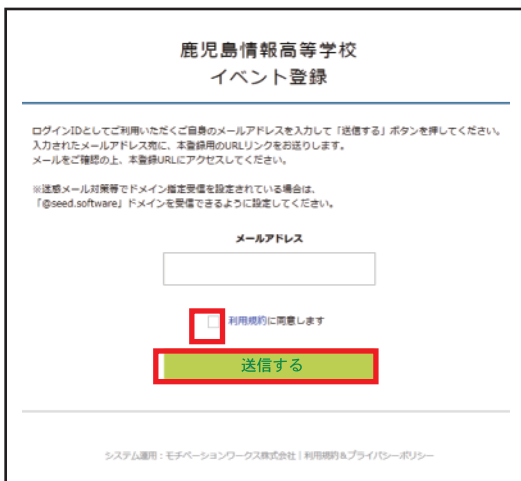 鹿児島情報高等学校
イベント登録
ログインIDとしてご利用いただくご自身のメールアドレスを入力して「送信する」ボタンを押してください。
入力されたメールアドレス宛に、本登録用のURLリンクをお送りします。
メールをご確認の上、本登録URLにアクセスしてください。
※迷惑メール対策等でドメイン指定受信を設定されている場合は、
「@seed.software」ドメインを受信できるように設定してください。
メールアドレス
利用規約に同意します
送信する
システム運用：モチベーションワークス株式会社｜利用規約&プライバシーポリシー